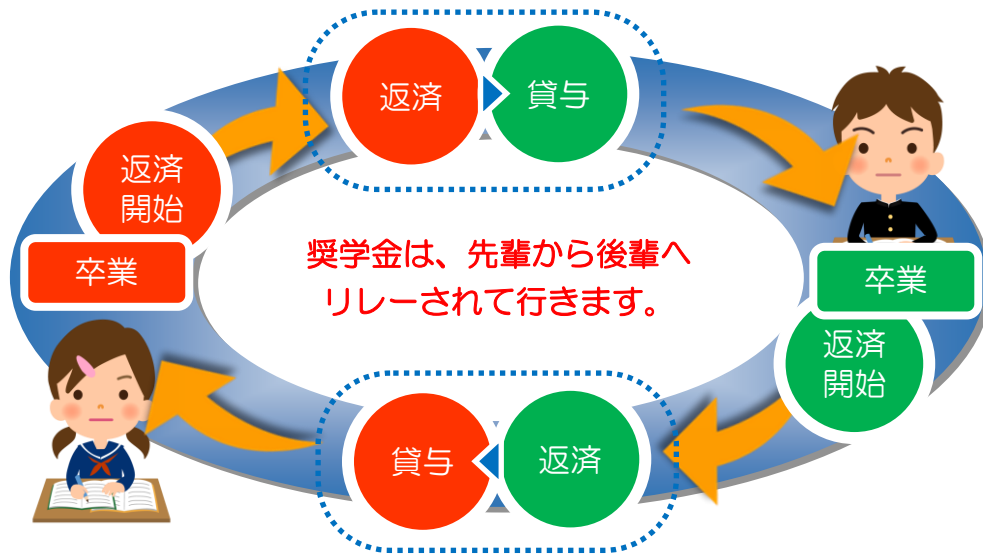 返済
貸与
返済
開始
卒業
奨学金は、先輩から後輩へ
リレーされて行きます。
卒業
返済
開始
貸与
返済